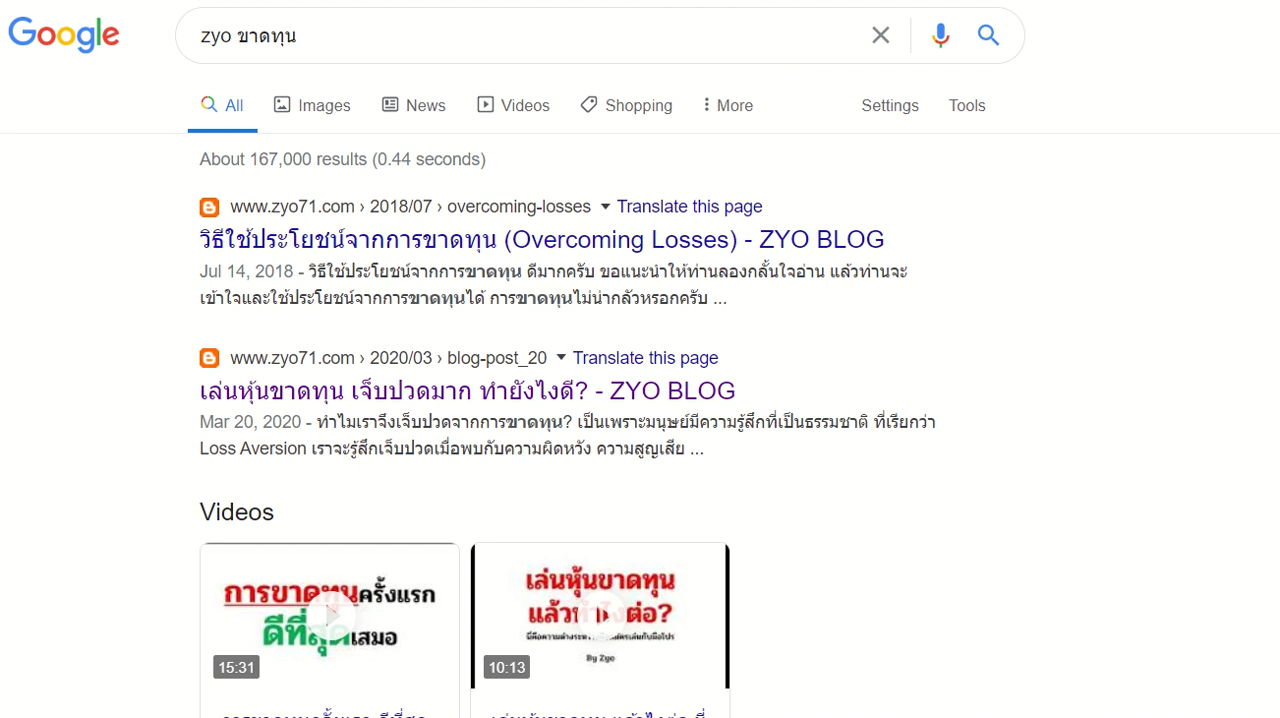 Google
zyo ขาดทุน
All Images News Videos Shopping More Settings Tools
About 167,000 results (0.44 seconds)
www.zyo71.com › 2018/07 › overcoming-losses Translate this page
วิธีใช้ประโยชน์จากการขาดทุน (Overcoming Losses) - ZYO BLOG
Jul 14, 2018 - วิธีใช้ประโยชน์จากการขาดทุน ดีมากครับ ขอแนะนำให้ท่านลองกลั้นใจอ่าน แล้วท่านจะ
เข้าใจและใช้ประโยชน์จากการขาดทุนได้ การขาดทุนไม่น่ากลัวหรอกครับ ...
www.zyo71.com › 2020/03 › blog-post_20 Translate this page
เล่นหุ้นขาดทุน เจ็บปวดมาก ทำยังไงดี? - ZYO BLOG
Mar 20, 2020 - ทำไมเราจึงเจ็บปวดจากการขาดทุน? เป็นเพราะมนุษย์มีความรู้สึกที่เป็นธรรมชาติ ที่เรียกว่า
Loss Aversion เราจะรู้สึกเจ็บปวดเมื่อพบกับความผิดหวัง ความสูญเสีย ...
Videos
การขาดทุนครั้งแรก
ดีที่สุดเสมอ
15:31
เล่นหุ้นขาดทุน
แล้วทำไงต่อ?
By Zyo
10:13